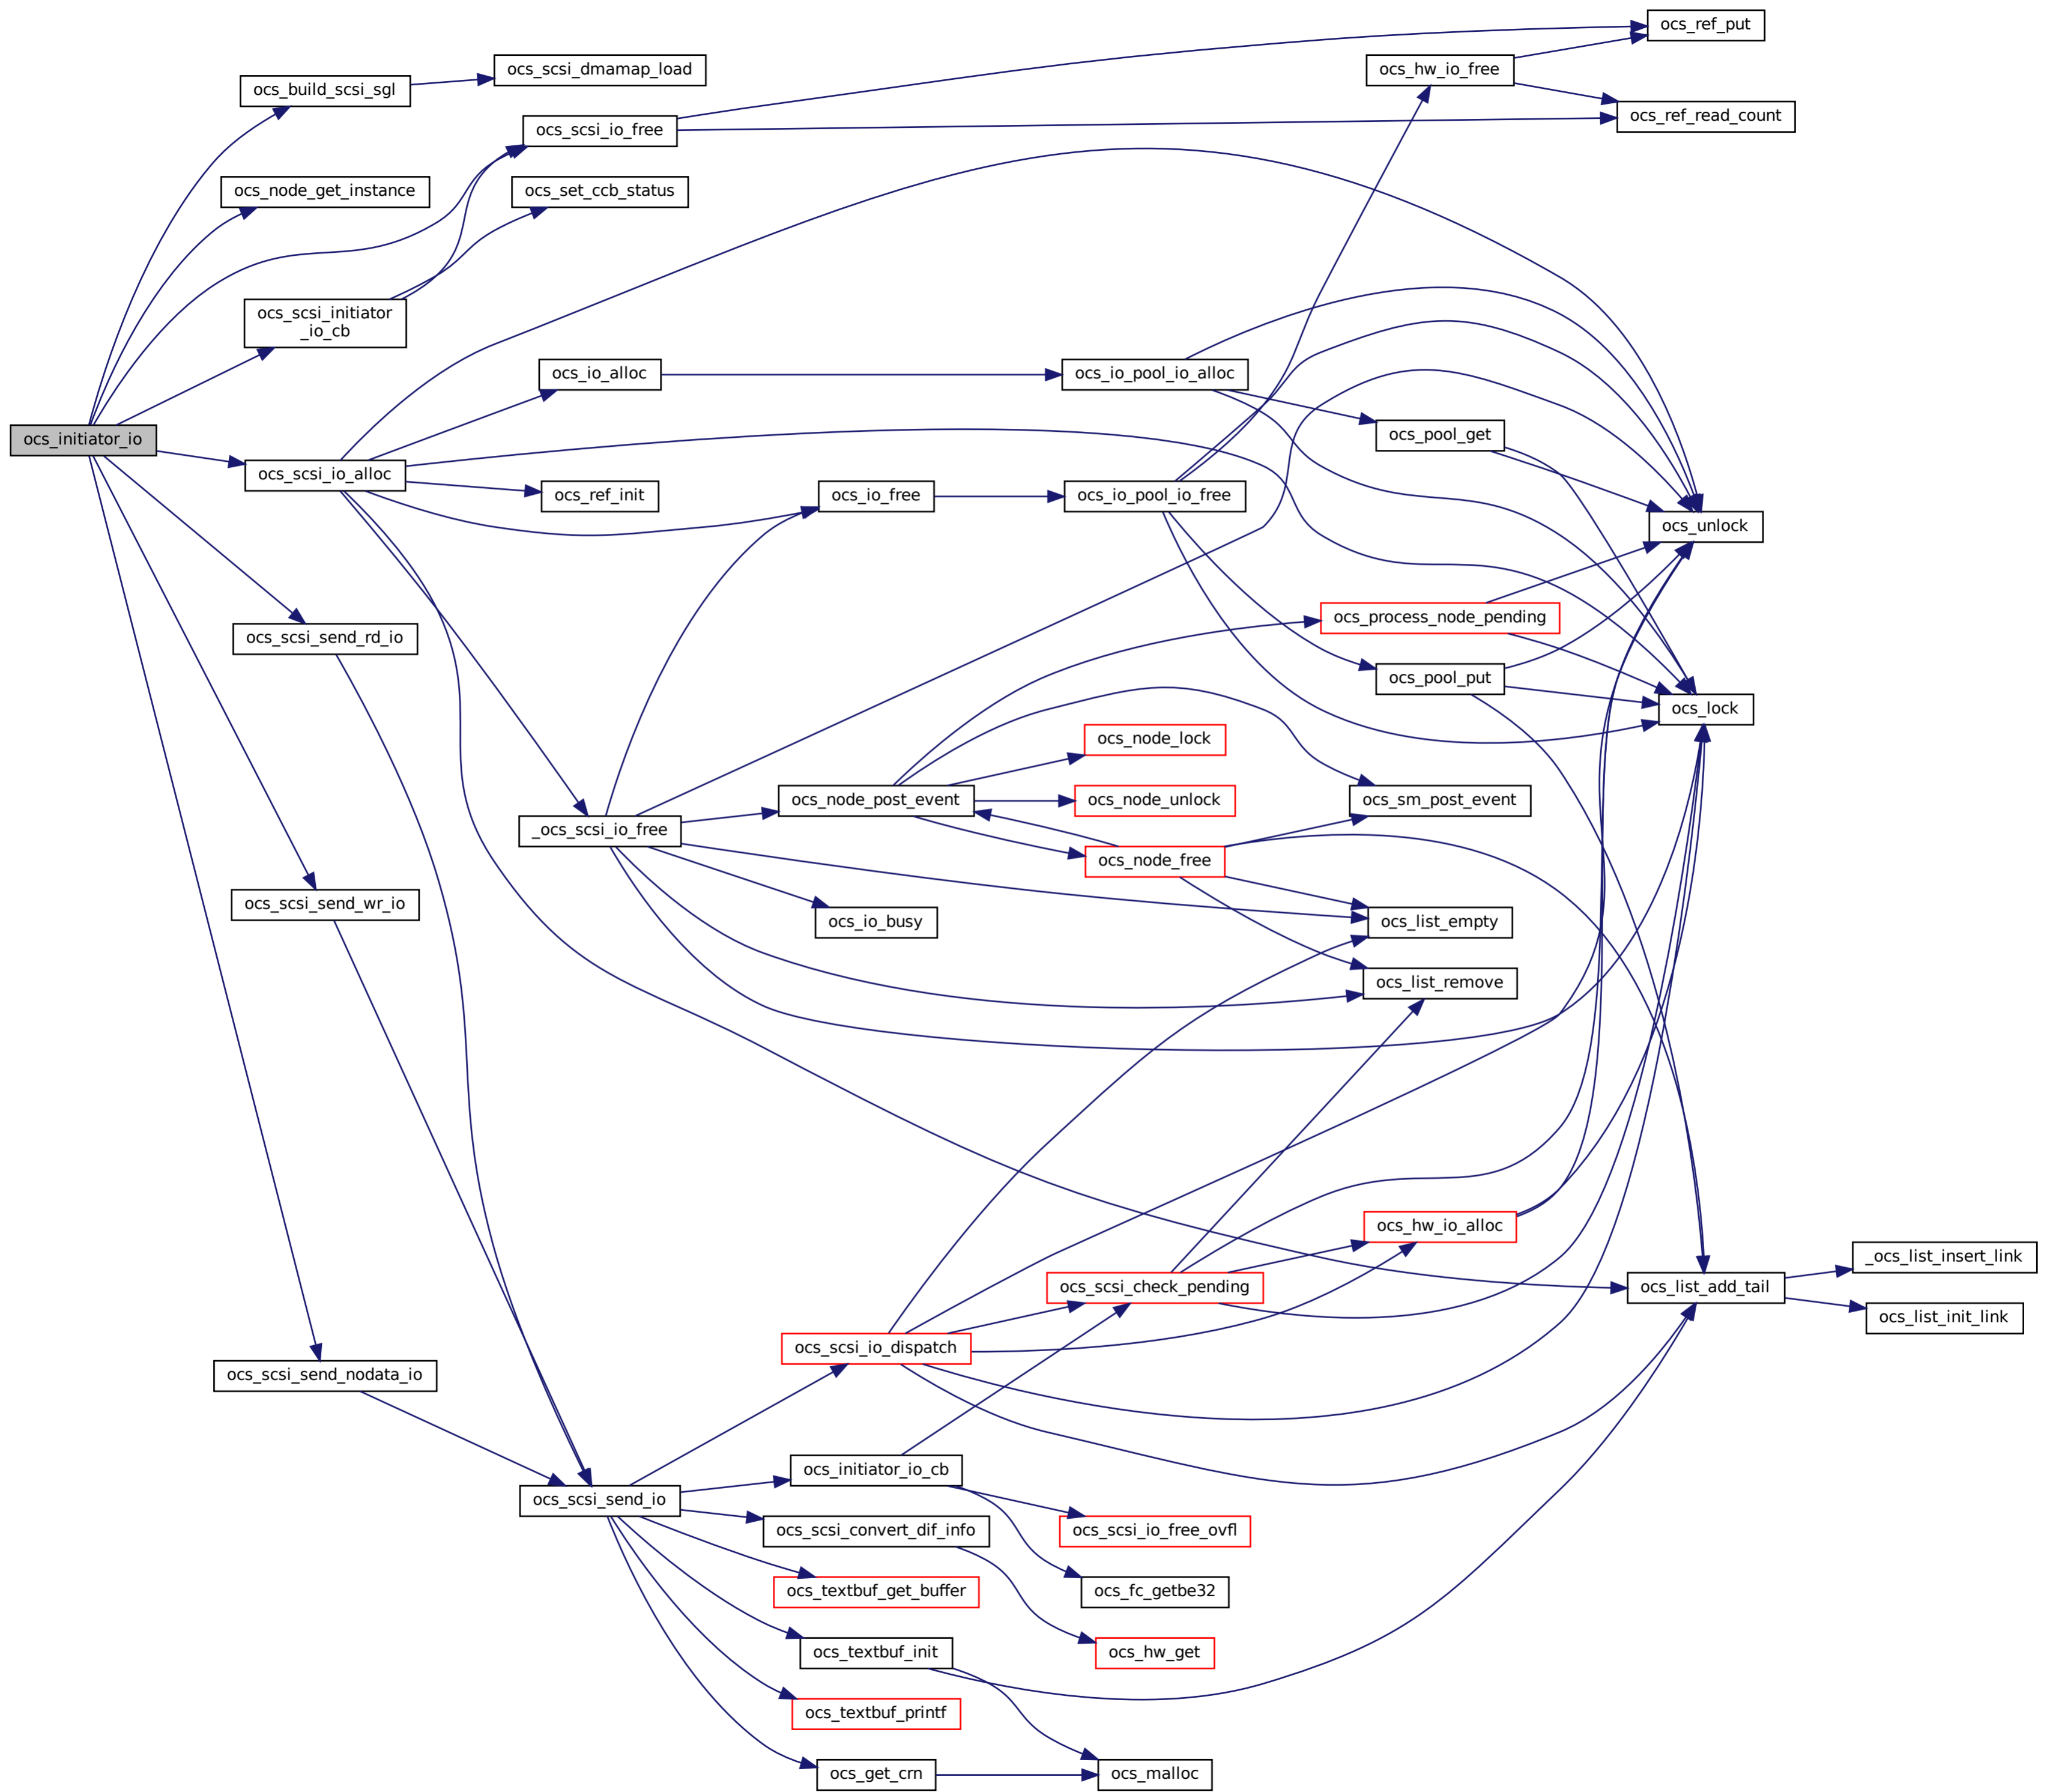 ocs_ref_put
ocs_scsi_dmamap_load
ocs_hw_io_free
ocs_build_scsi_sgl
ocs_ref_read_count
ocs_scsi_io_free
ocs_node_get_instance
ocs_set_ccb_status
ocs_scsi_initiator
_io_cb
ocs_io_alloc
ocs_io_pool_io_alloc
ocs_initiator_io
ocs_pool_get
ocs_scsi_io_alloc
ocs_ref_init
ocs_io_free
ocs_io_pool_io_free
ocs_unlock
ocs_process_node_pending
ocs_scsi_send_rd_io
ocs_pool_put
ocs_lock
ocs_node_lock
ocs_node_post_event
ocs_node_unlock
ocs_sm_post_event
_ocs_scsi_io_free
ocs_node_free
ocs_scsi_send_wr_io
ocs_io_busy
ocs_list_empty
ocs_list_remove
ocs_hw_io_alloc
_ocs_list_insert_link
ocs_scsi_check_pending
ocs_list_add_tail
ocs_list_init_link
ocs_scsi_io_dispatch
ocs_scsi_send_nodata_io
ocs_initiator_io_cb
ocs_scsi_send_io
ocs_scsi_convert_dif_info
ocs_scsi_io_free_ovfl
ocs_textbuf_get_buffer
ocs_fc_getbe32
ocs_textbuf_init
ocs_hw_get
ocs_textbuf_printf
ocs_get_crn
ocs_malloc